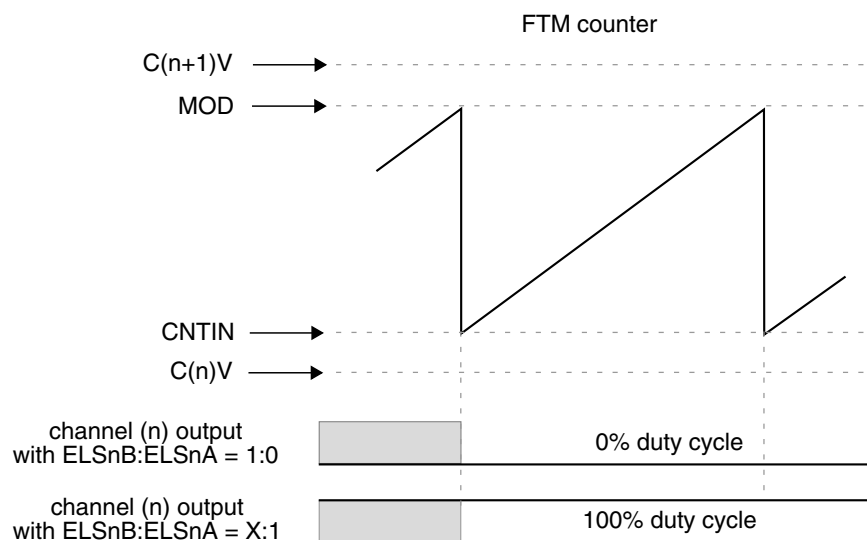 FTM counter
C(n+1)V
MOD
CNTIN
C(n)V
channel (n) output
with ELSnB:ELSnA = 1:0
0% duty cycle
channel (n) output
with ELSnB:ELSnA = X:1
100% duty cycle